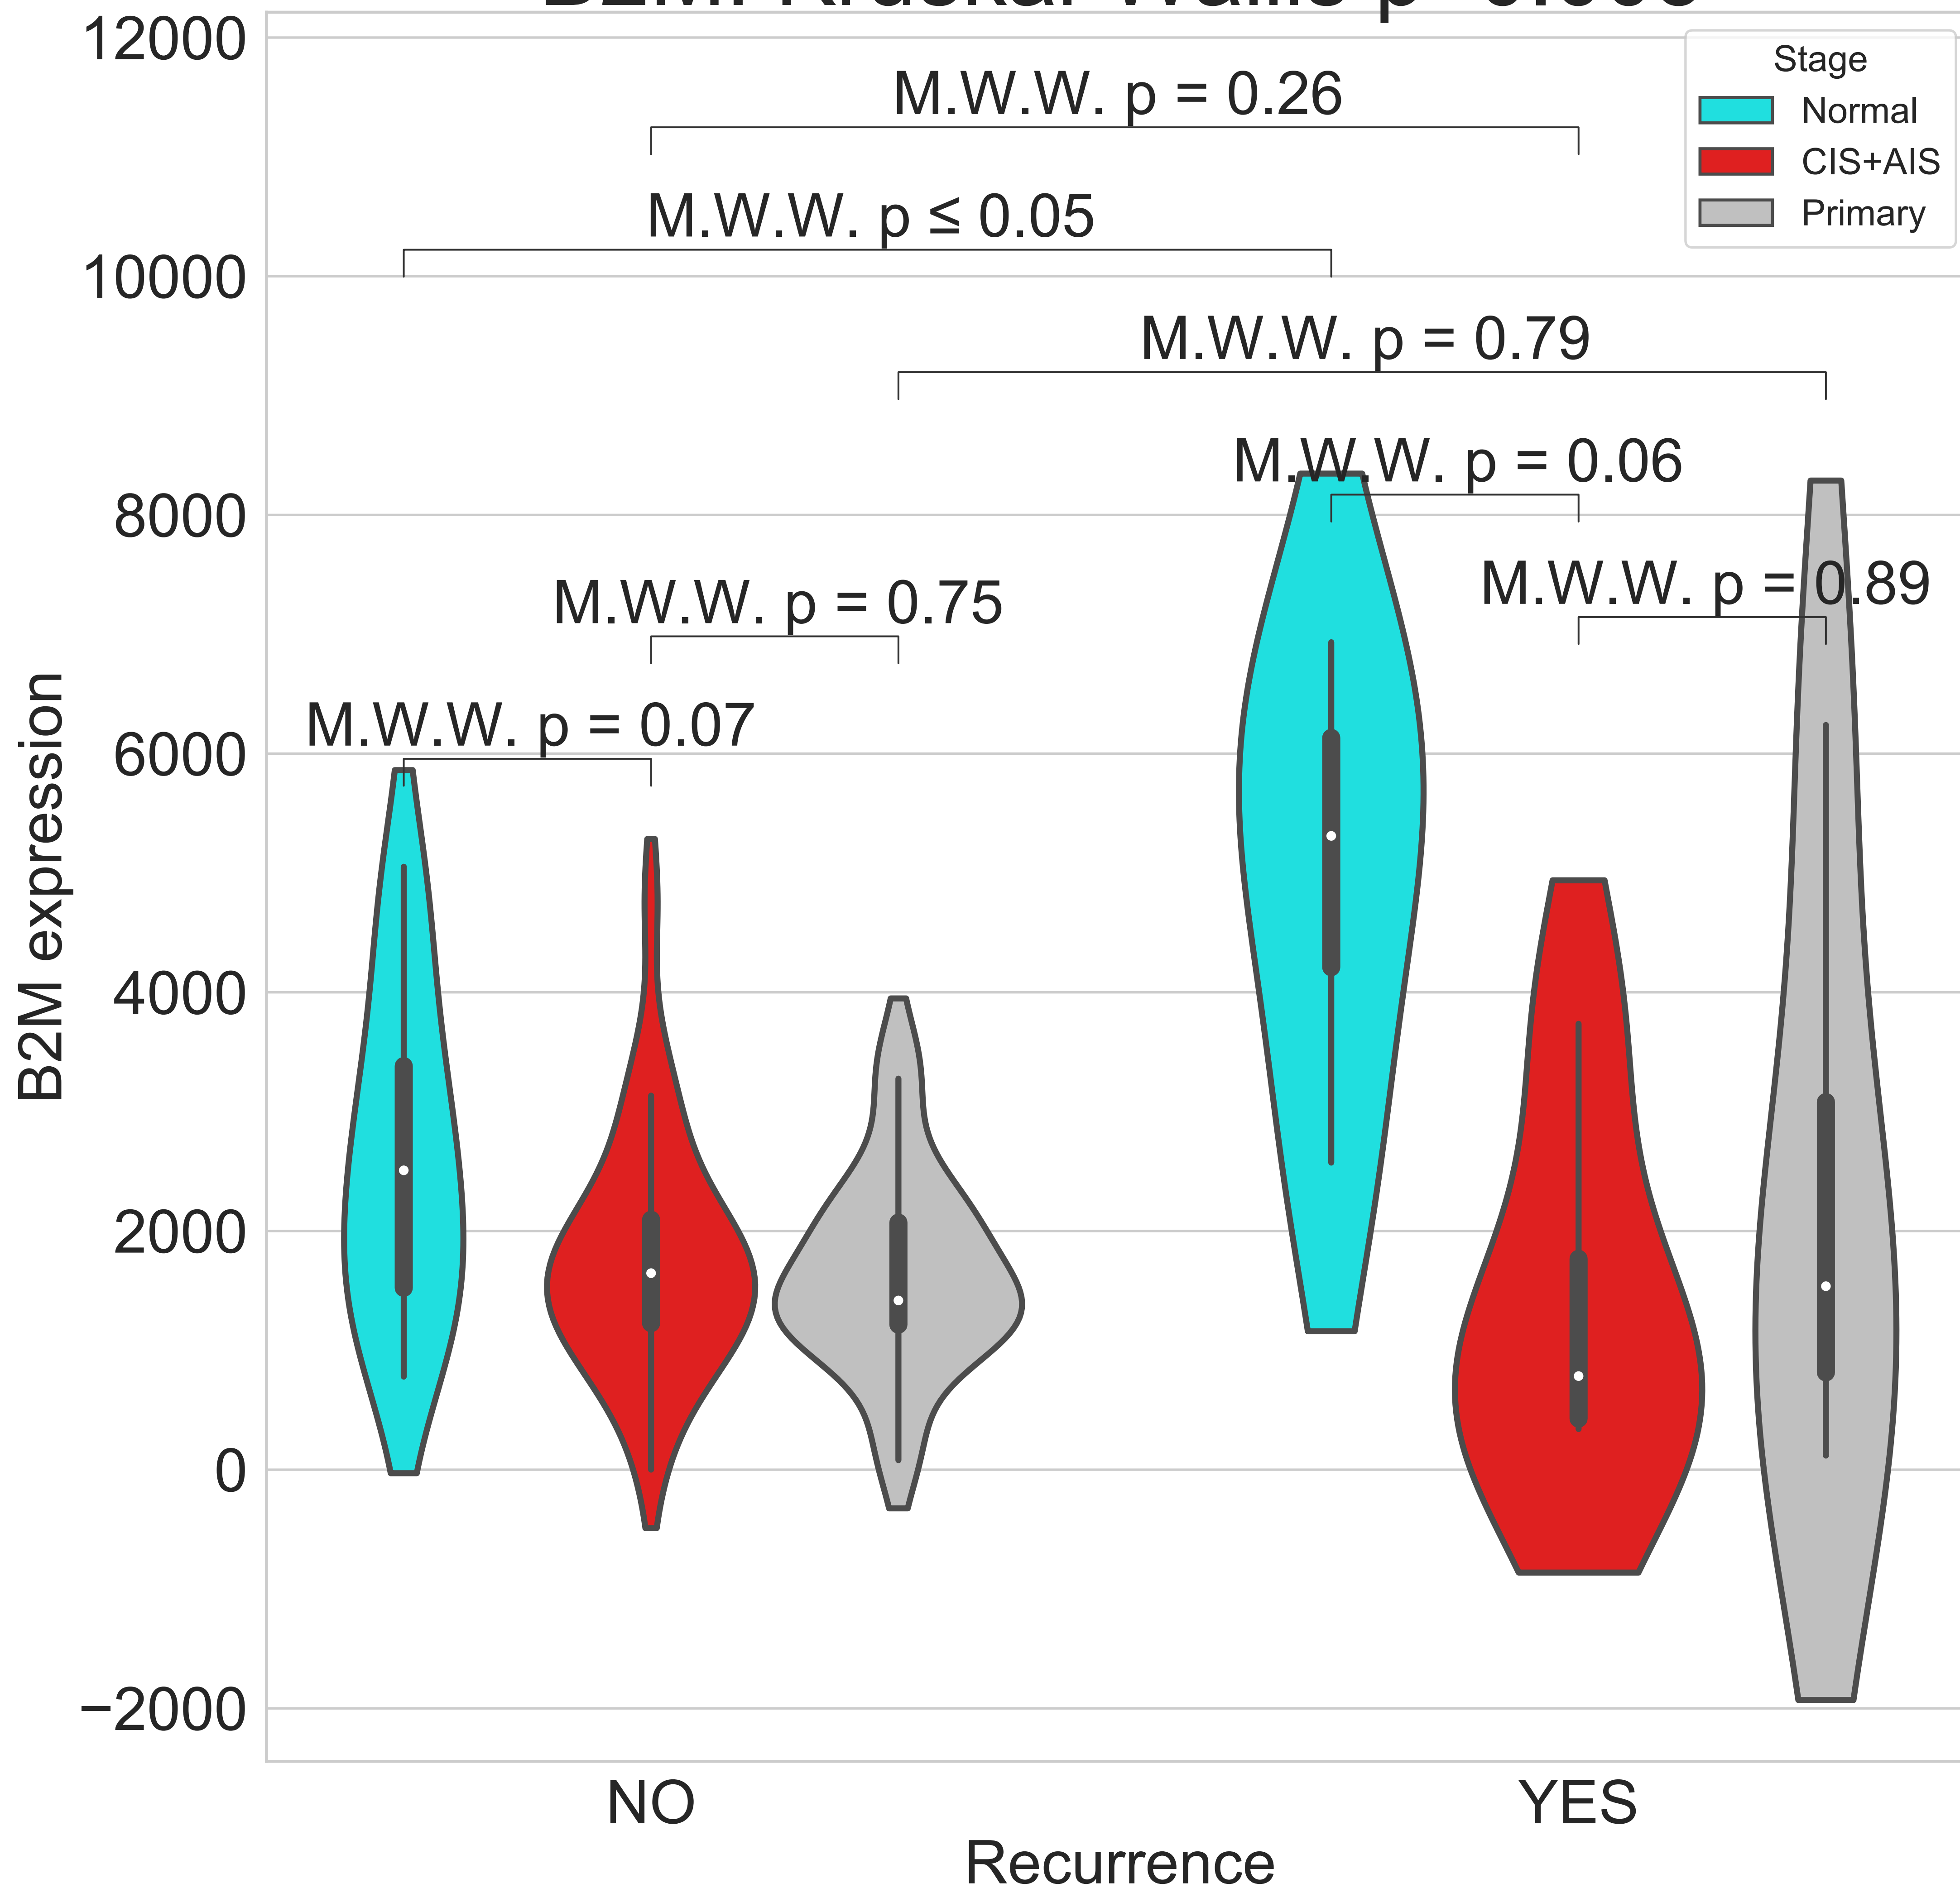 12000
10000
8000
6000
4000
2000
0
−2000
B2M expression
M.W.W. p = 0.26
M.W.W. p ≤ 0.05
M.W.W. p = 0.79
M.W.W. p = 0.06
M.W.W. p = 0.89
M.W.W. p = 0.75
M.W.W. p = 0.07
Stage
Normal
CIS+AIS
Primary
NO
YES
Recurrence